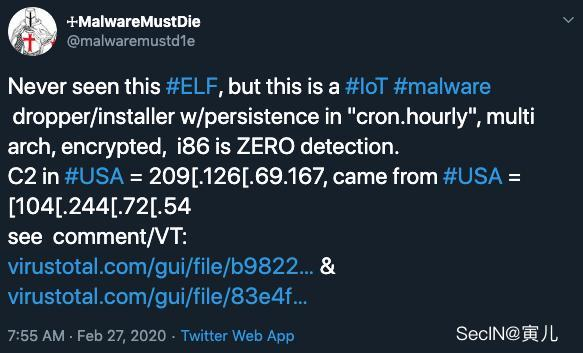 ☩MalwareMustDie
@malwaremustd1e
Never seen this #ELF, but this is a #IoT #malware
dropper/installer w/persistence in "cron.hourly", multi
arch, encrypted,  i86 is ZERO detection.
C2 in #USA = 209[.126[.69.167, came from #USA =
[104[.244[.72[.54
see  comment/VT:
virustotal.com/gui/file/b9822... &
virustotal.com/gui/file/83e4f...
7:55 AM · Feb 27, 2020 · Twitter Web App
SecIN@寅儿